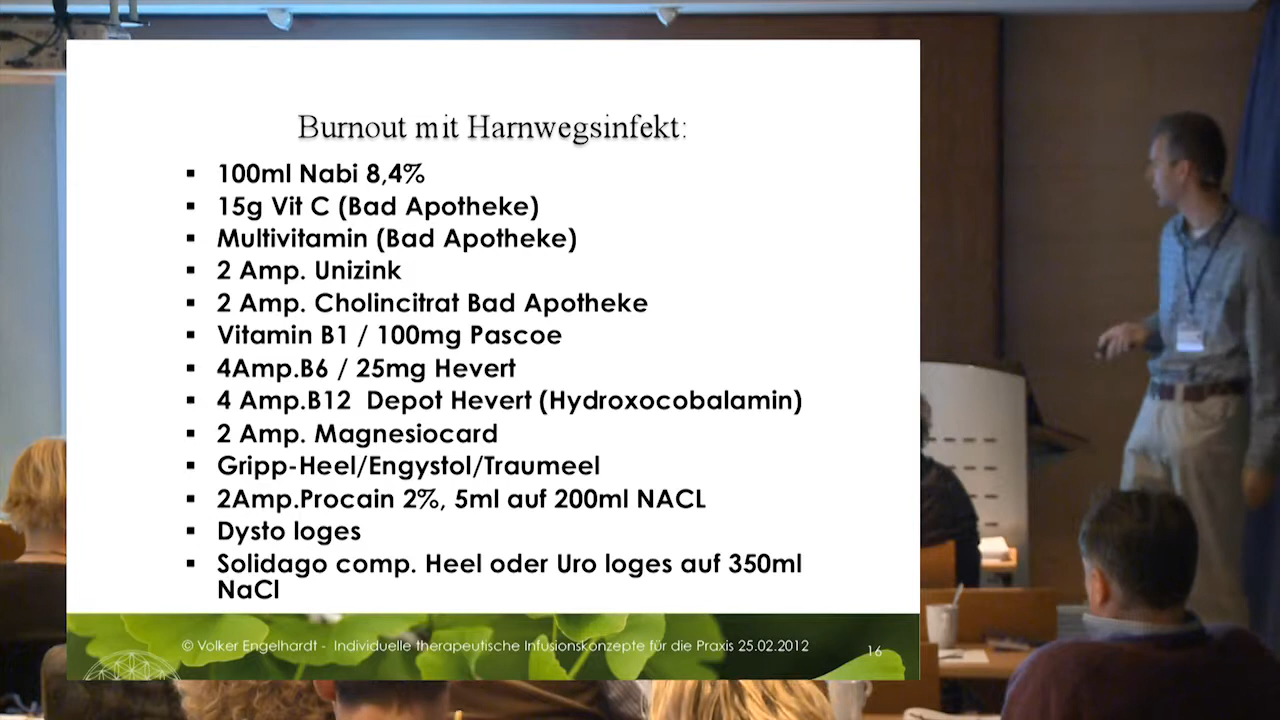 Burnout mit Harnwegsinfekt:
▪ 100ml Nabi 8,4%
▪ 15g Vit C (Bad Apotheke)
▪ Multivitamin (Bad Apotheke)
▪ 2 Amp. Unizink
▪ 2 Amp. Cholincitrat Bad Apotheke
▪ Vitamin B1 / 100mg Pascoe
▪ 4Amp.B6 / 25mg Hevert
▪ 4 Amp.B12  Depot Hevert (Hydroxocobalamin)
▪ 2 Amp. Magnesiocard
▪ Gripp-Heel/Engystol/Traumeel
▪ 2Amp.Procain 2%, 5ml auf 200ml NACL
▪ Dysto loges
▪ Solidago comp. Heel oder Uro loges auf 350ml
NaCl
© Volker Engelhardt -  Individuelle therapeutische Infusionskonzepte für die Praxis 25.02.2012
16